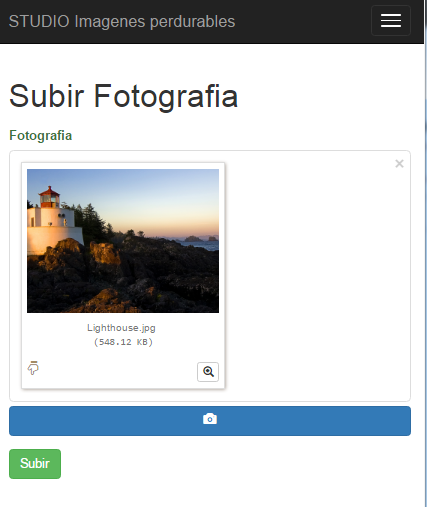 STUDIO Imagenes perdurables
Subir Fotografia
Fotografia
×
Lighthouse.jpg
(548.12 KB)
Subir